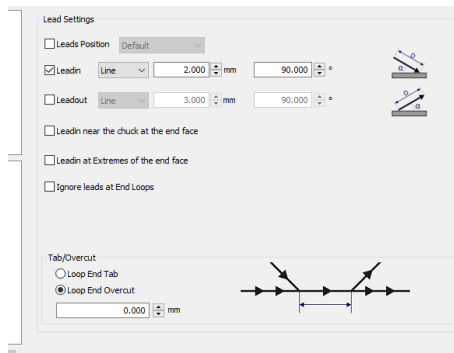 Lead Settings
Leads Position Default
Leadin Line 2.000 mm 90.000 °
D
α
Leadout Line 3.000 mm 90.000 °
D
α
Leadin near the chuck at the end face
Leadin at Extremes of the end face
Ignore leads at End Loops
Tab/Overcut
Loop End Tab
Loop End Overcut
0.000 mm